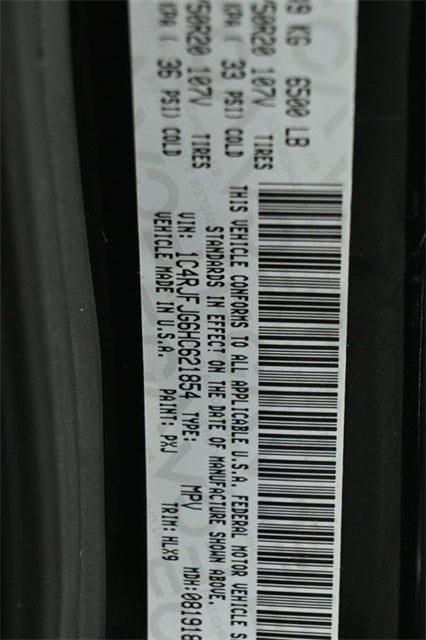 49 KG 6500 LB
50R20 107V TIRES
KPA ( 33 PSI) COLD
50R20 107V TIRES
KPA ( 36 PSI) COLD
THIS VEHICLE CONFORMS TO ALL APPLICABLE U.S.A. FEDERAL MOTOR VEHICLE S
STANDARDS IN EFFECT ON THE DATE OF MANUFACTURE SHOWN ABOVE.
VIN: 1C4RJFJG6HC621854 TYPE: MPV MDH:081918
VEHICLE MADE IN U.S.A. PAINT: PXJ TRIM: HLX9